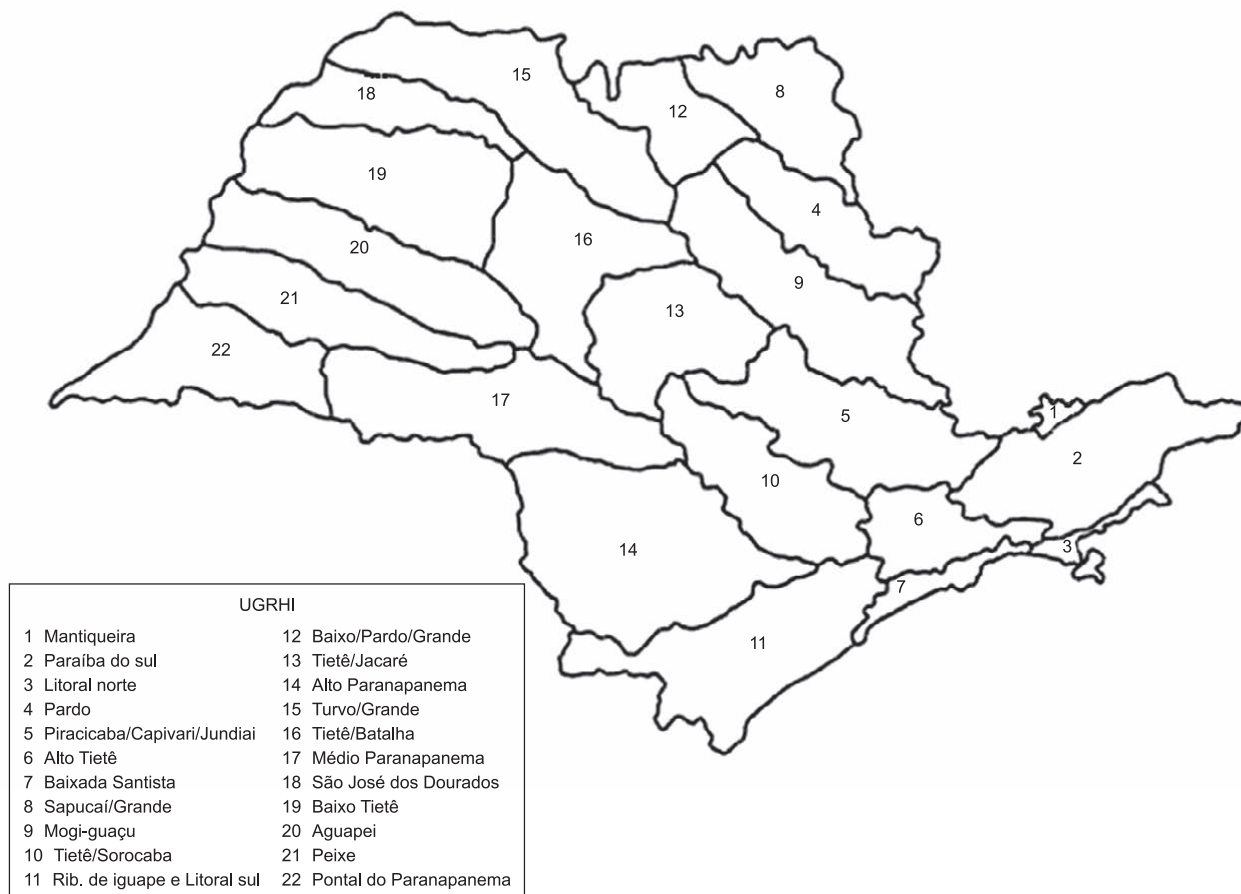 15
18
12
8
19
4
20
16
9
21
13
22
17
5
1
2
10
6
14
3
7
11
UGRHI
1 Mantiqueira
2 Paraíba do sul
3 Litoral norte
4 Pardo
5 Piracicaba/Capivari/Jundiai
6 Alto Tietê
7 Baixada Santista
8 Sapucaí/Grande
9 Mogi-guaçu
10 Tietê/Sorocaba
11 Rib. de iguape e Litoral sul
12 Baixo/Pardo/Grande
13 Tietê/Jacaré
14 Alto Paranapanema
15 Turvo/Grande
16 Tietê/Batalha
17 Médio Paranapanema
18 São José dos Dourados
19 Baixo Tietê
20 Aguapei
21 Peixe
22 Pontal do Paranapanema